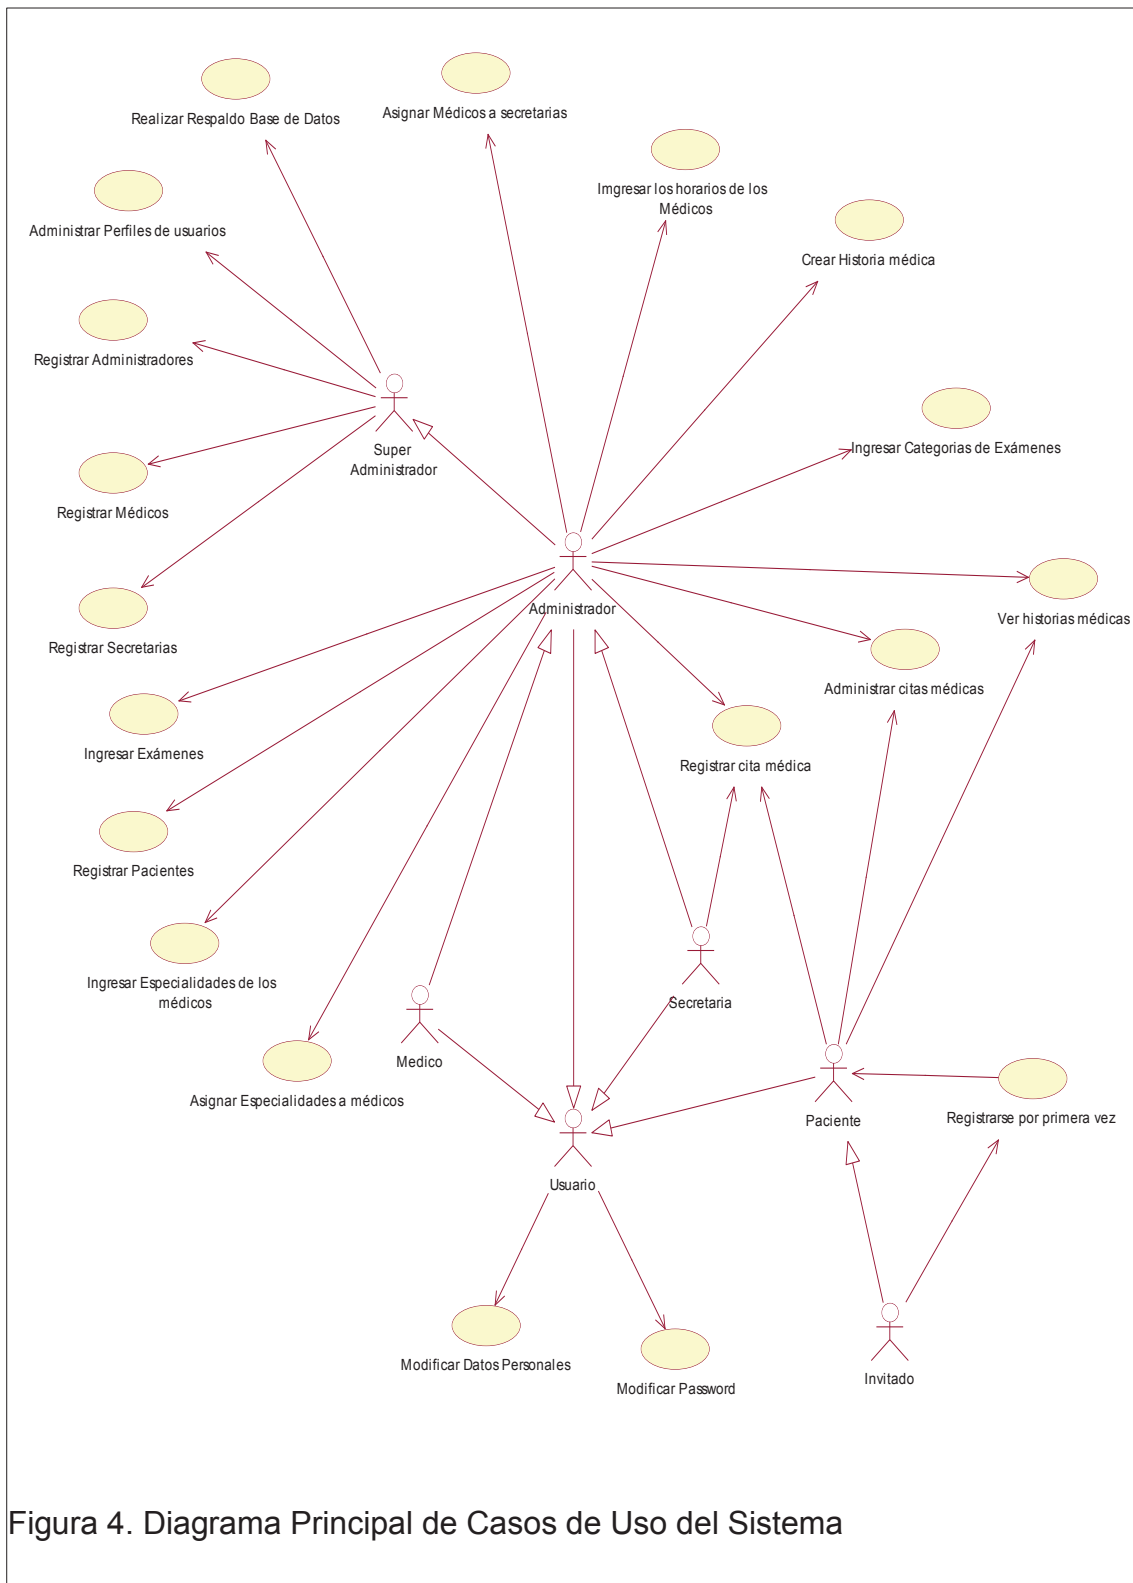 Asignar Médicos a secretarias
Realizar Respaldo Base de Datos
Imgresar los horarios de los
Médicos
Administrar Perfiles de usuarios
Crear Historia médica
Registrar Administradores
Super
Administrador
Ingresar Categorias de Exámenes
Registrar Médicos
Administrador
Ver historias médicas
Registrar Secretarias
Administrar citas médicas
Ingresar Exámenes
Registrar cita médica
Registrar Pacientes
Ingresar Especialidades de los
médicos
Secretaria
Medico
Asignar Especialidades a médicos
Paciente
Registrarse por primera vez
Usuario
Modificar Datos Personales
Modificar Password
Invitado
Figura 4. Diagrama Principal de Casos de Uso del Sistema